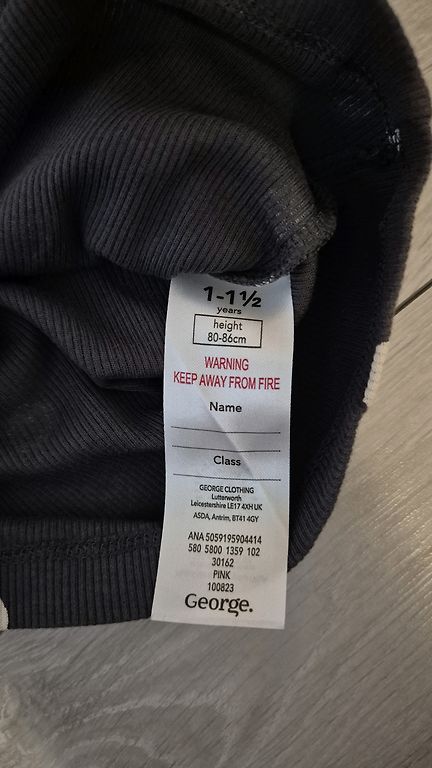 1-1½
years
height
80-86cm
WARNING
KEEP AWAY FROM FIRE
Name
Class
GEORGE CLOTHING
Lutterworth
Leicestershire LE17 4XH UK
ASDA, Antrim, BT41 4GY
ANA 5059195904414
580 5800 1359 102
30162
PINK
100823
George.